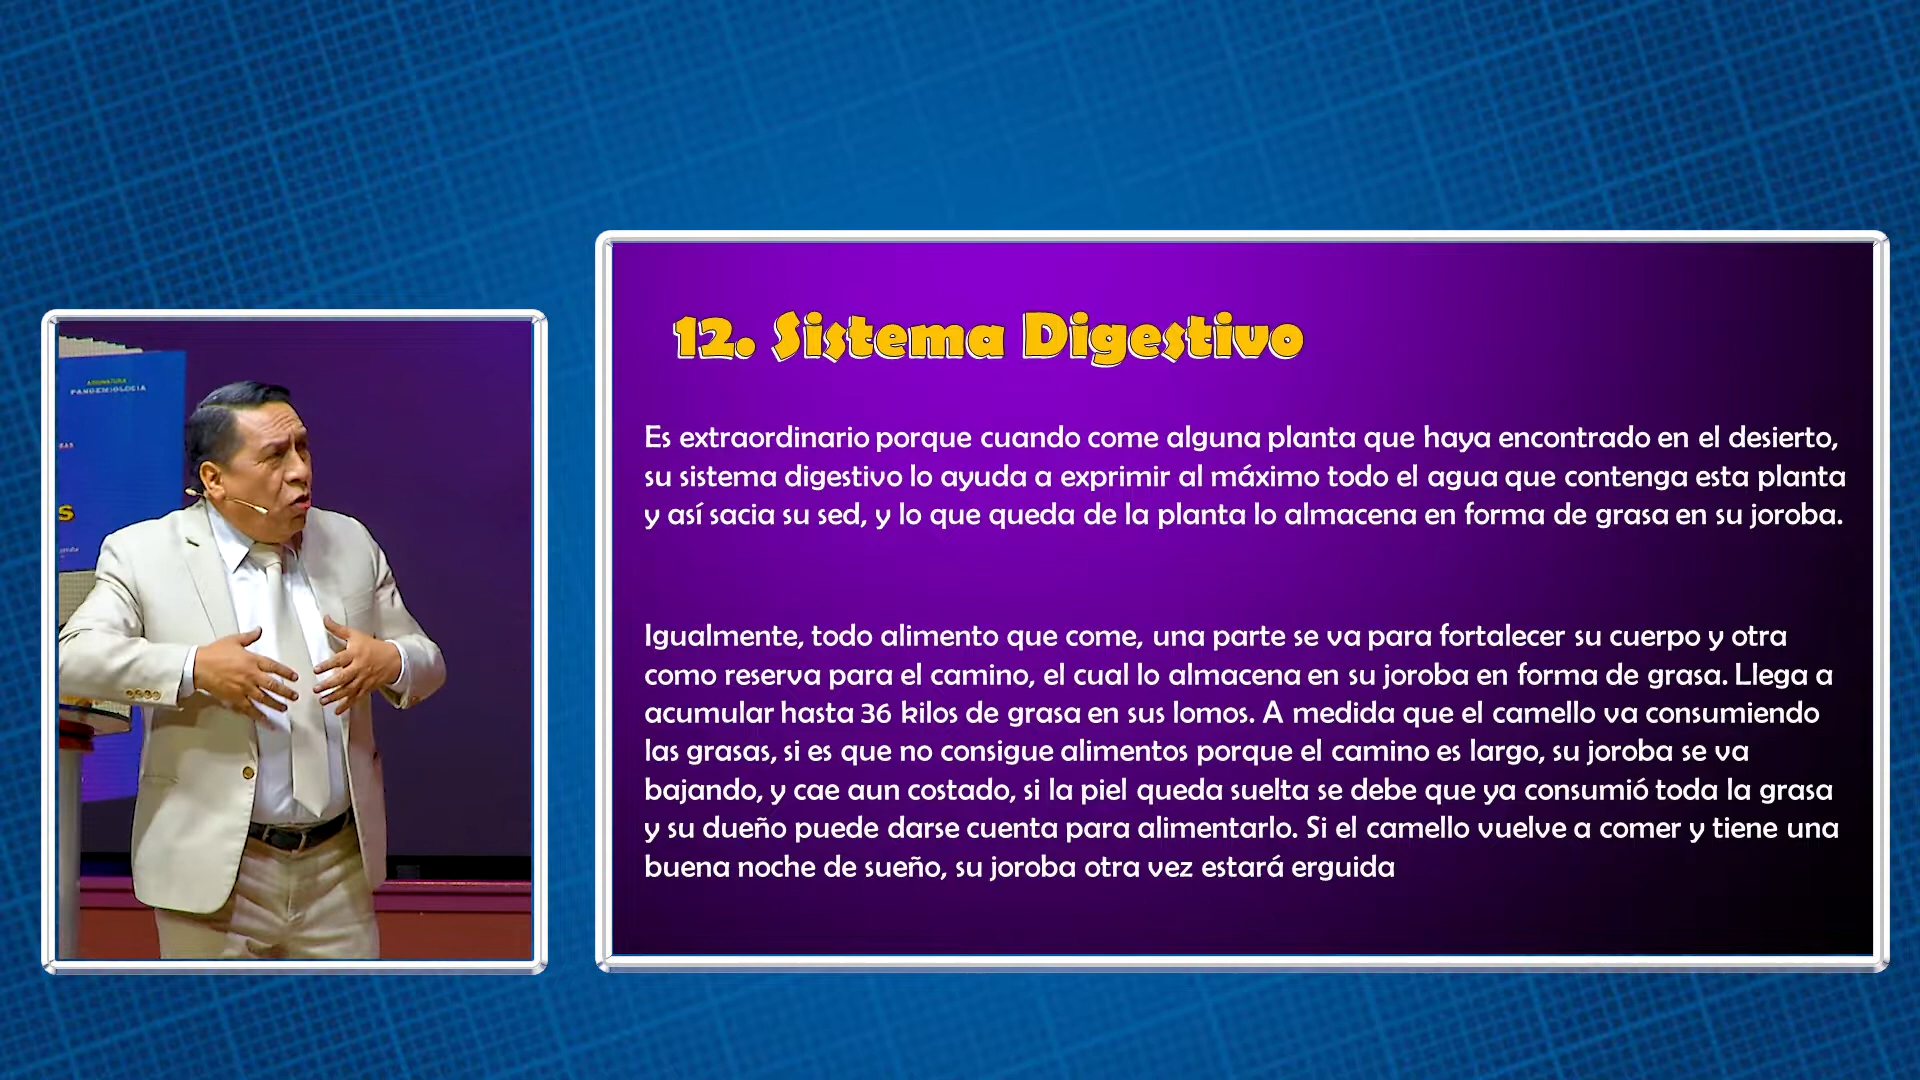 ASIGNATURA
PANDEMIOLOGIA
S
12. Sistema Digestivo
Es extraordinario porque cuando come alguna planta que haya encontrado en el desierto,
su sistema digestivo lo ayuda a exprimir al máximo todo el agua que contenga esta planta
y así sacia su sed, y lo que queda de la planta lo almacena en forma de grasa en su joroba.
Igualmente, todo alimento que come, una parte se va para fortalecer su cuerpo y otra
como reserva para el camino, el cual lo almacena en su joroba en forma de grasa. Llega a
acumular hasta 36 kilos de grasa en sus lomos. A medida que el camello va consumiendo
las grasas, si es que no consigue alimentos porque el camino es largo, su joroba se va
bajando, y cae aun costado, si la piel queda suelta se debe que ya consumió toda la grasa
y su dueño puede darse cuenta para alimentarlo. Si el camello vuelve a comer y tiene una
buena noche de sueño, su joroba otra vez estará erguida